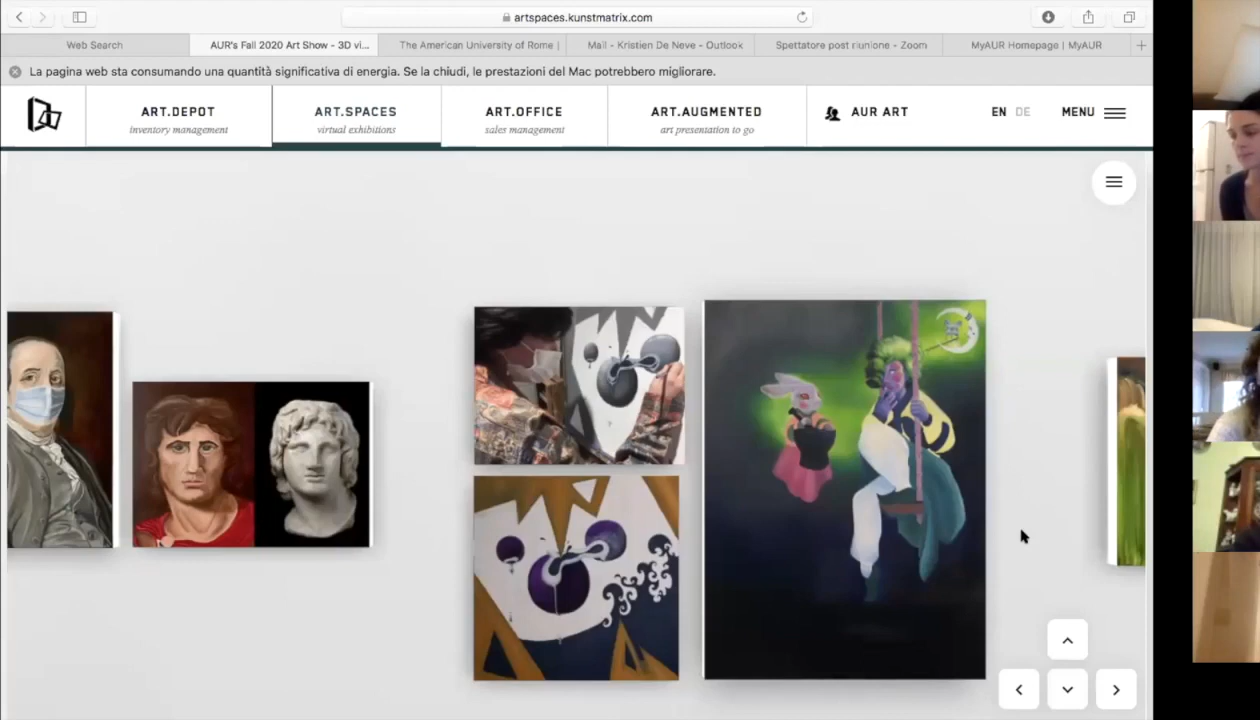 artspaces.kunstmatrix.com
Web Search
AUR's Fall 2020 Art Show - 3D vi...
The American University of Rome |
Mail - Kristien De Neve - Outlook
Spettatore post riunione - Zoom
MyAUR Homepage | MyAUR
La pagina web sta consumando una quantità significativa di energia. Se la chiudi, le prestazioni del Mac potrebbero migliorare.
ART.DEPOT
inventory management
ART.SPACES
virtual exhibitions
ART.OFFICE
sales management
ART.AUGMENTED
art presentation to go
AUR ART
EN DE
MENU